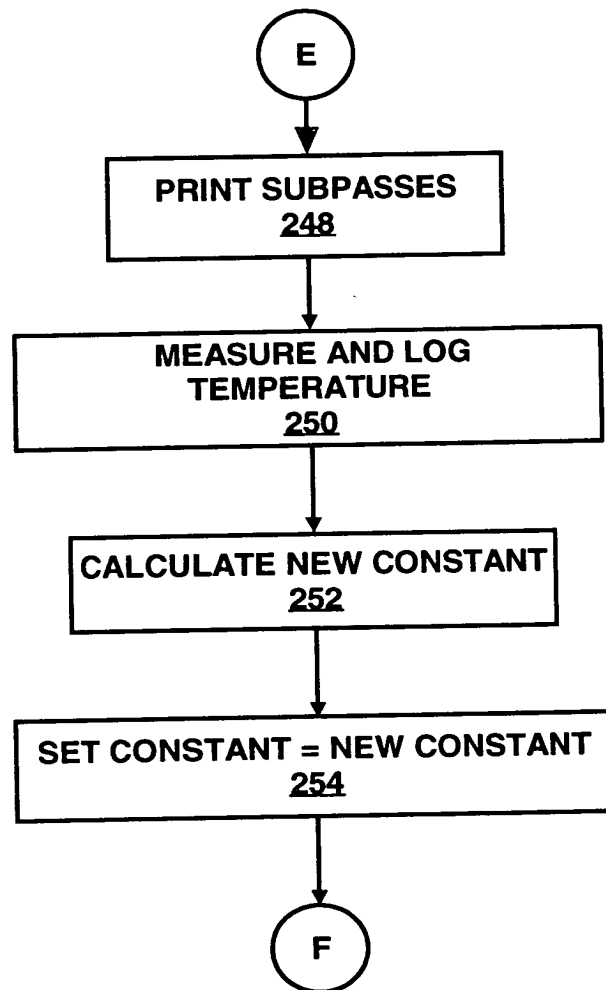 E
PRINT SUBPASSES
248
MEASURE AND LOG
TEMPERATURE
250
CALCULATE NEW CONSTANT
252
SET CONSTANT = NEW CONSTANT
254
F